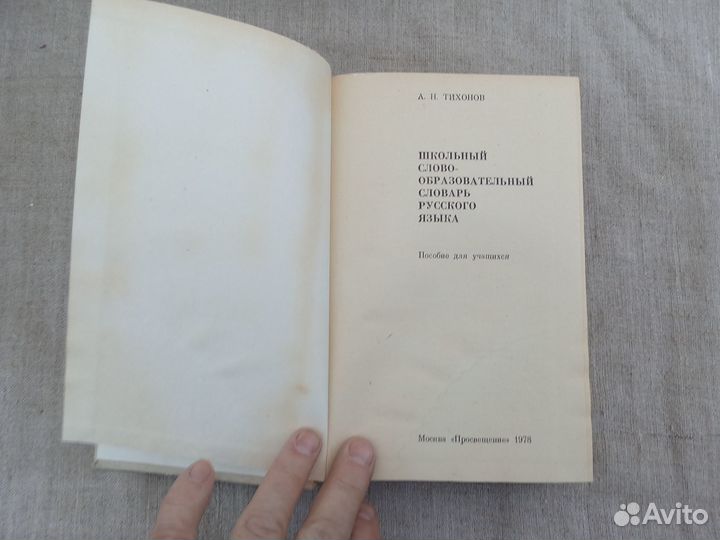 А. Н. ТИХОНОВ
ШКОЛЬНЫЙ
СЛОВО-
ОБРАЗОВАТЕЛЬНЫЙ
СЛОВАРЬ
РУССКОГО
ЯЗЫКА
Пособие для учащихся
Москва «Просвещение» 1978
Avito